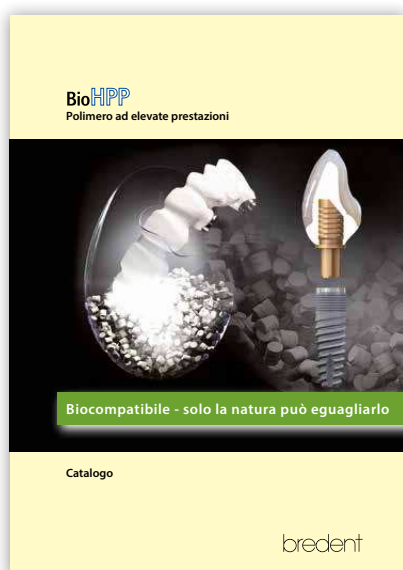 BioHPP
Polimero ad elevate prestazioni
Biocompatibile - solo la natura può eguagliarlo
Catalogo
bredent